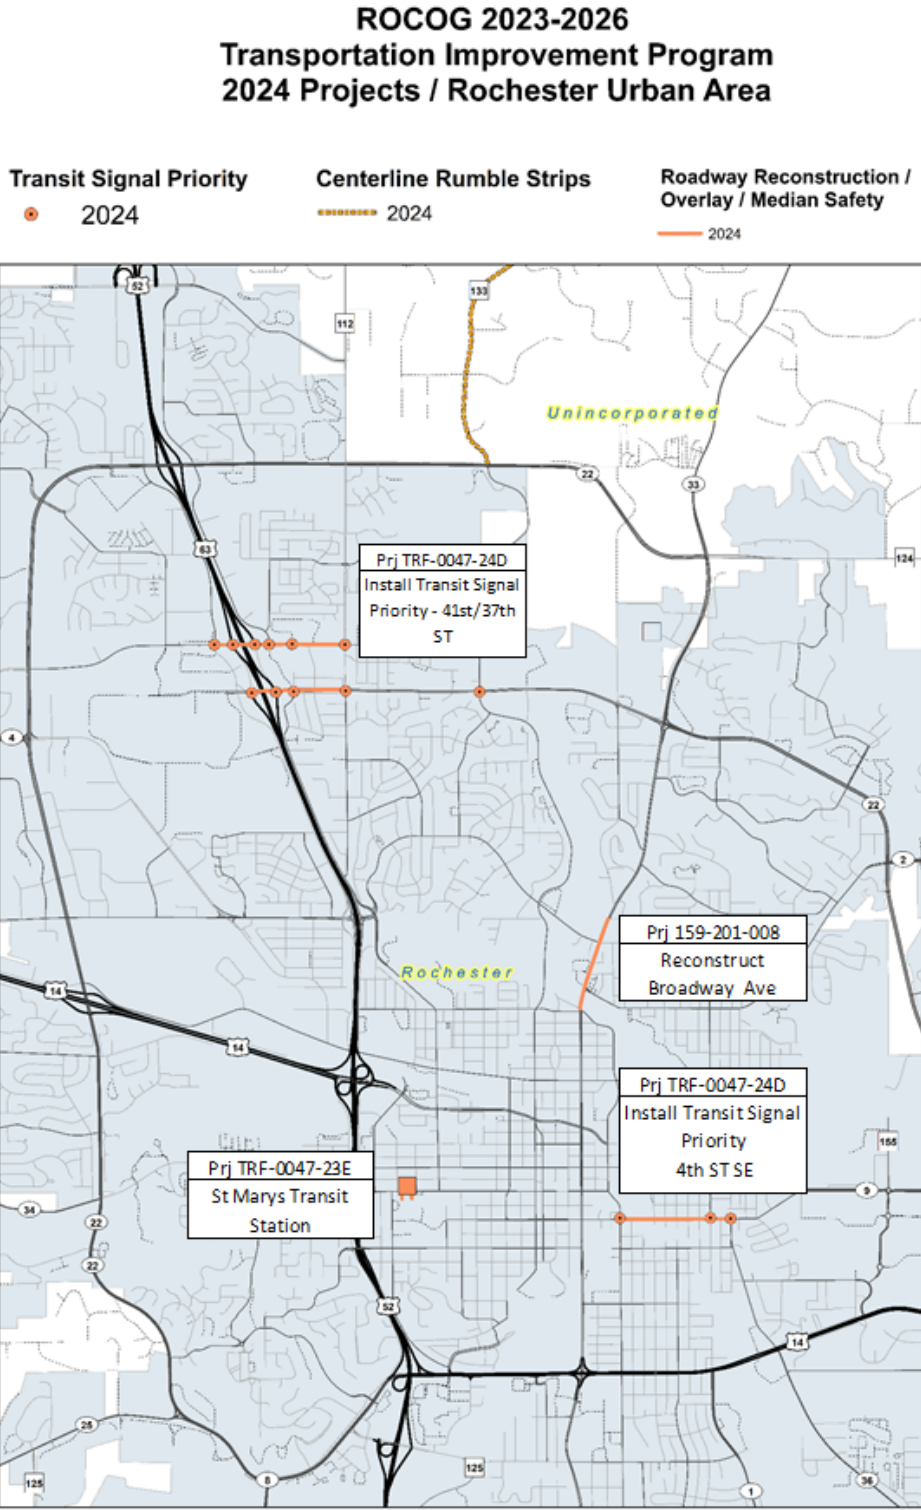 ROCOG 2023-2026
Transportation Improvement Program
2024 Projects / Rochester Urban Area
Transit Signal Priority
2024
Centerline Rumble Strips
2024
Roadway Reconstruction /
Overlay / Median Safety
2024
52
133
112
Unincorporated
22
33
63
124
Prj TRF-0047-24D
Install Transit Signal
Priority - 41st/37th
ST
4
22
2
Prj 159-201-008
Reconstruct
Broadway Ave
Rochester
14
14
Prj TRF-0047-24D
Install Transit Signal
Priority
4th ST SE
155
Prj TRF-0047-23E
St Marys Transit
Station
9
34
22
22
52
14
25
125
8
125
1
36